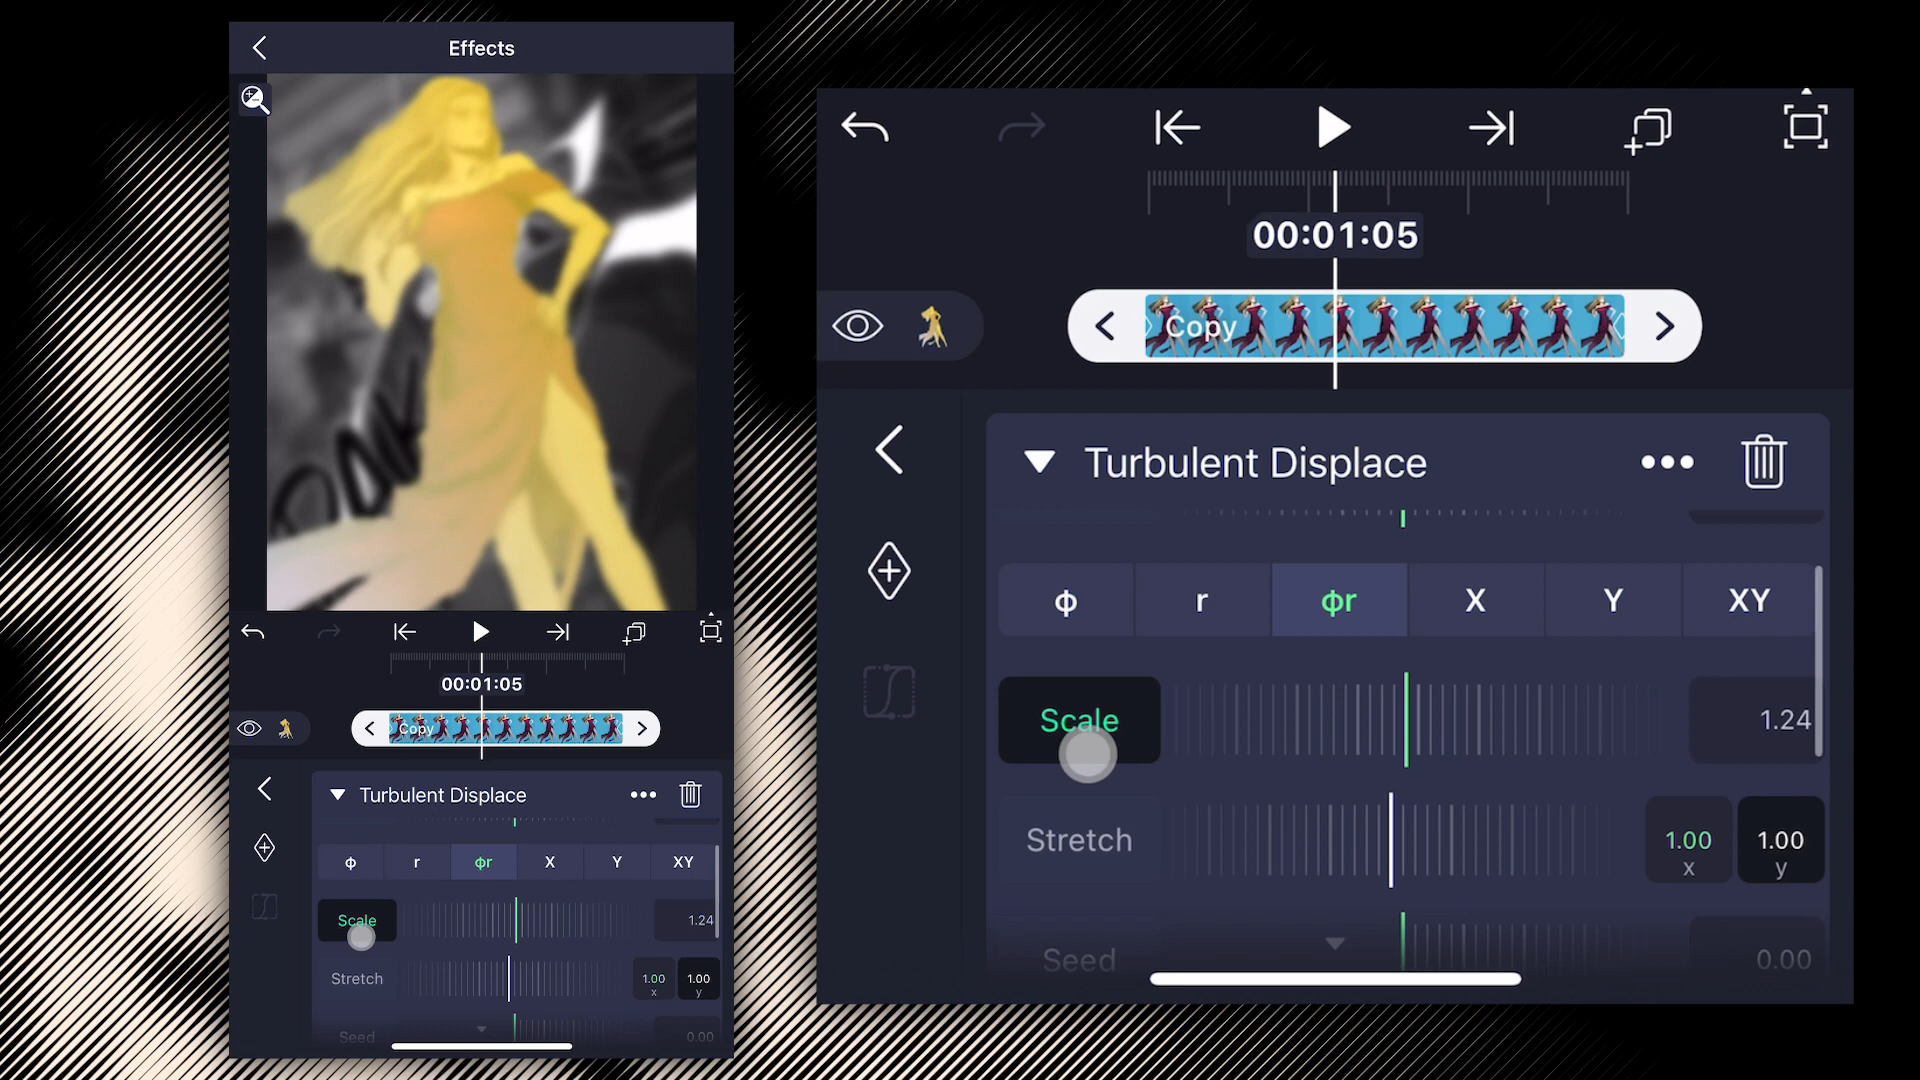 Effects
00:01:05
Copy
Turbulent Displace
ϕ r ϕr X Y XY
Scale 1.24
Stretch 1.00 x 1.00 y
Seed 0.00
00:01:05
Copy
Turbulent Displace
ϕ r ϕr X Y XY
Scale 1.24
Stretch 1.00 x 1.00 y
Seed 0.00